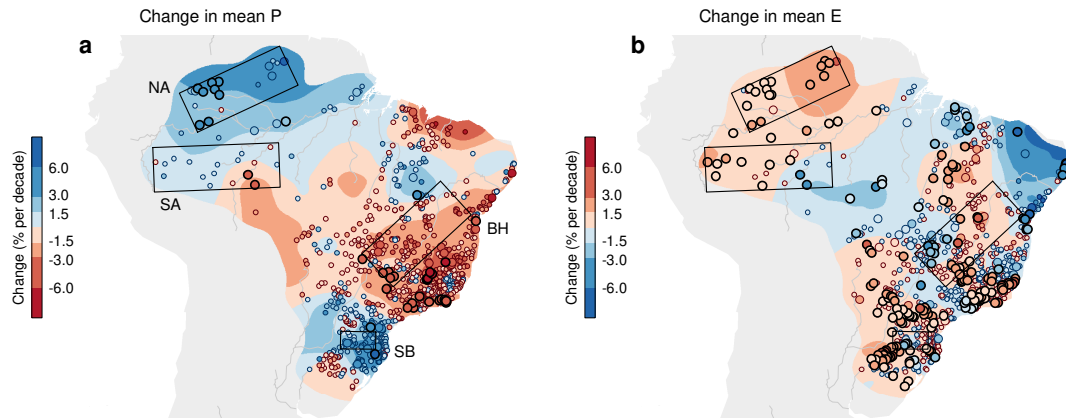 Change in mean P
Change in mean E
a
b
NA
SA
BH
SB
Change (% per decade)
6.0
3.0
1.5
-1.5
-3.0
-6.0
Change (% per decade)
6.0
3.0
1.5
-1.5
-3.0
-6.0